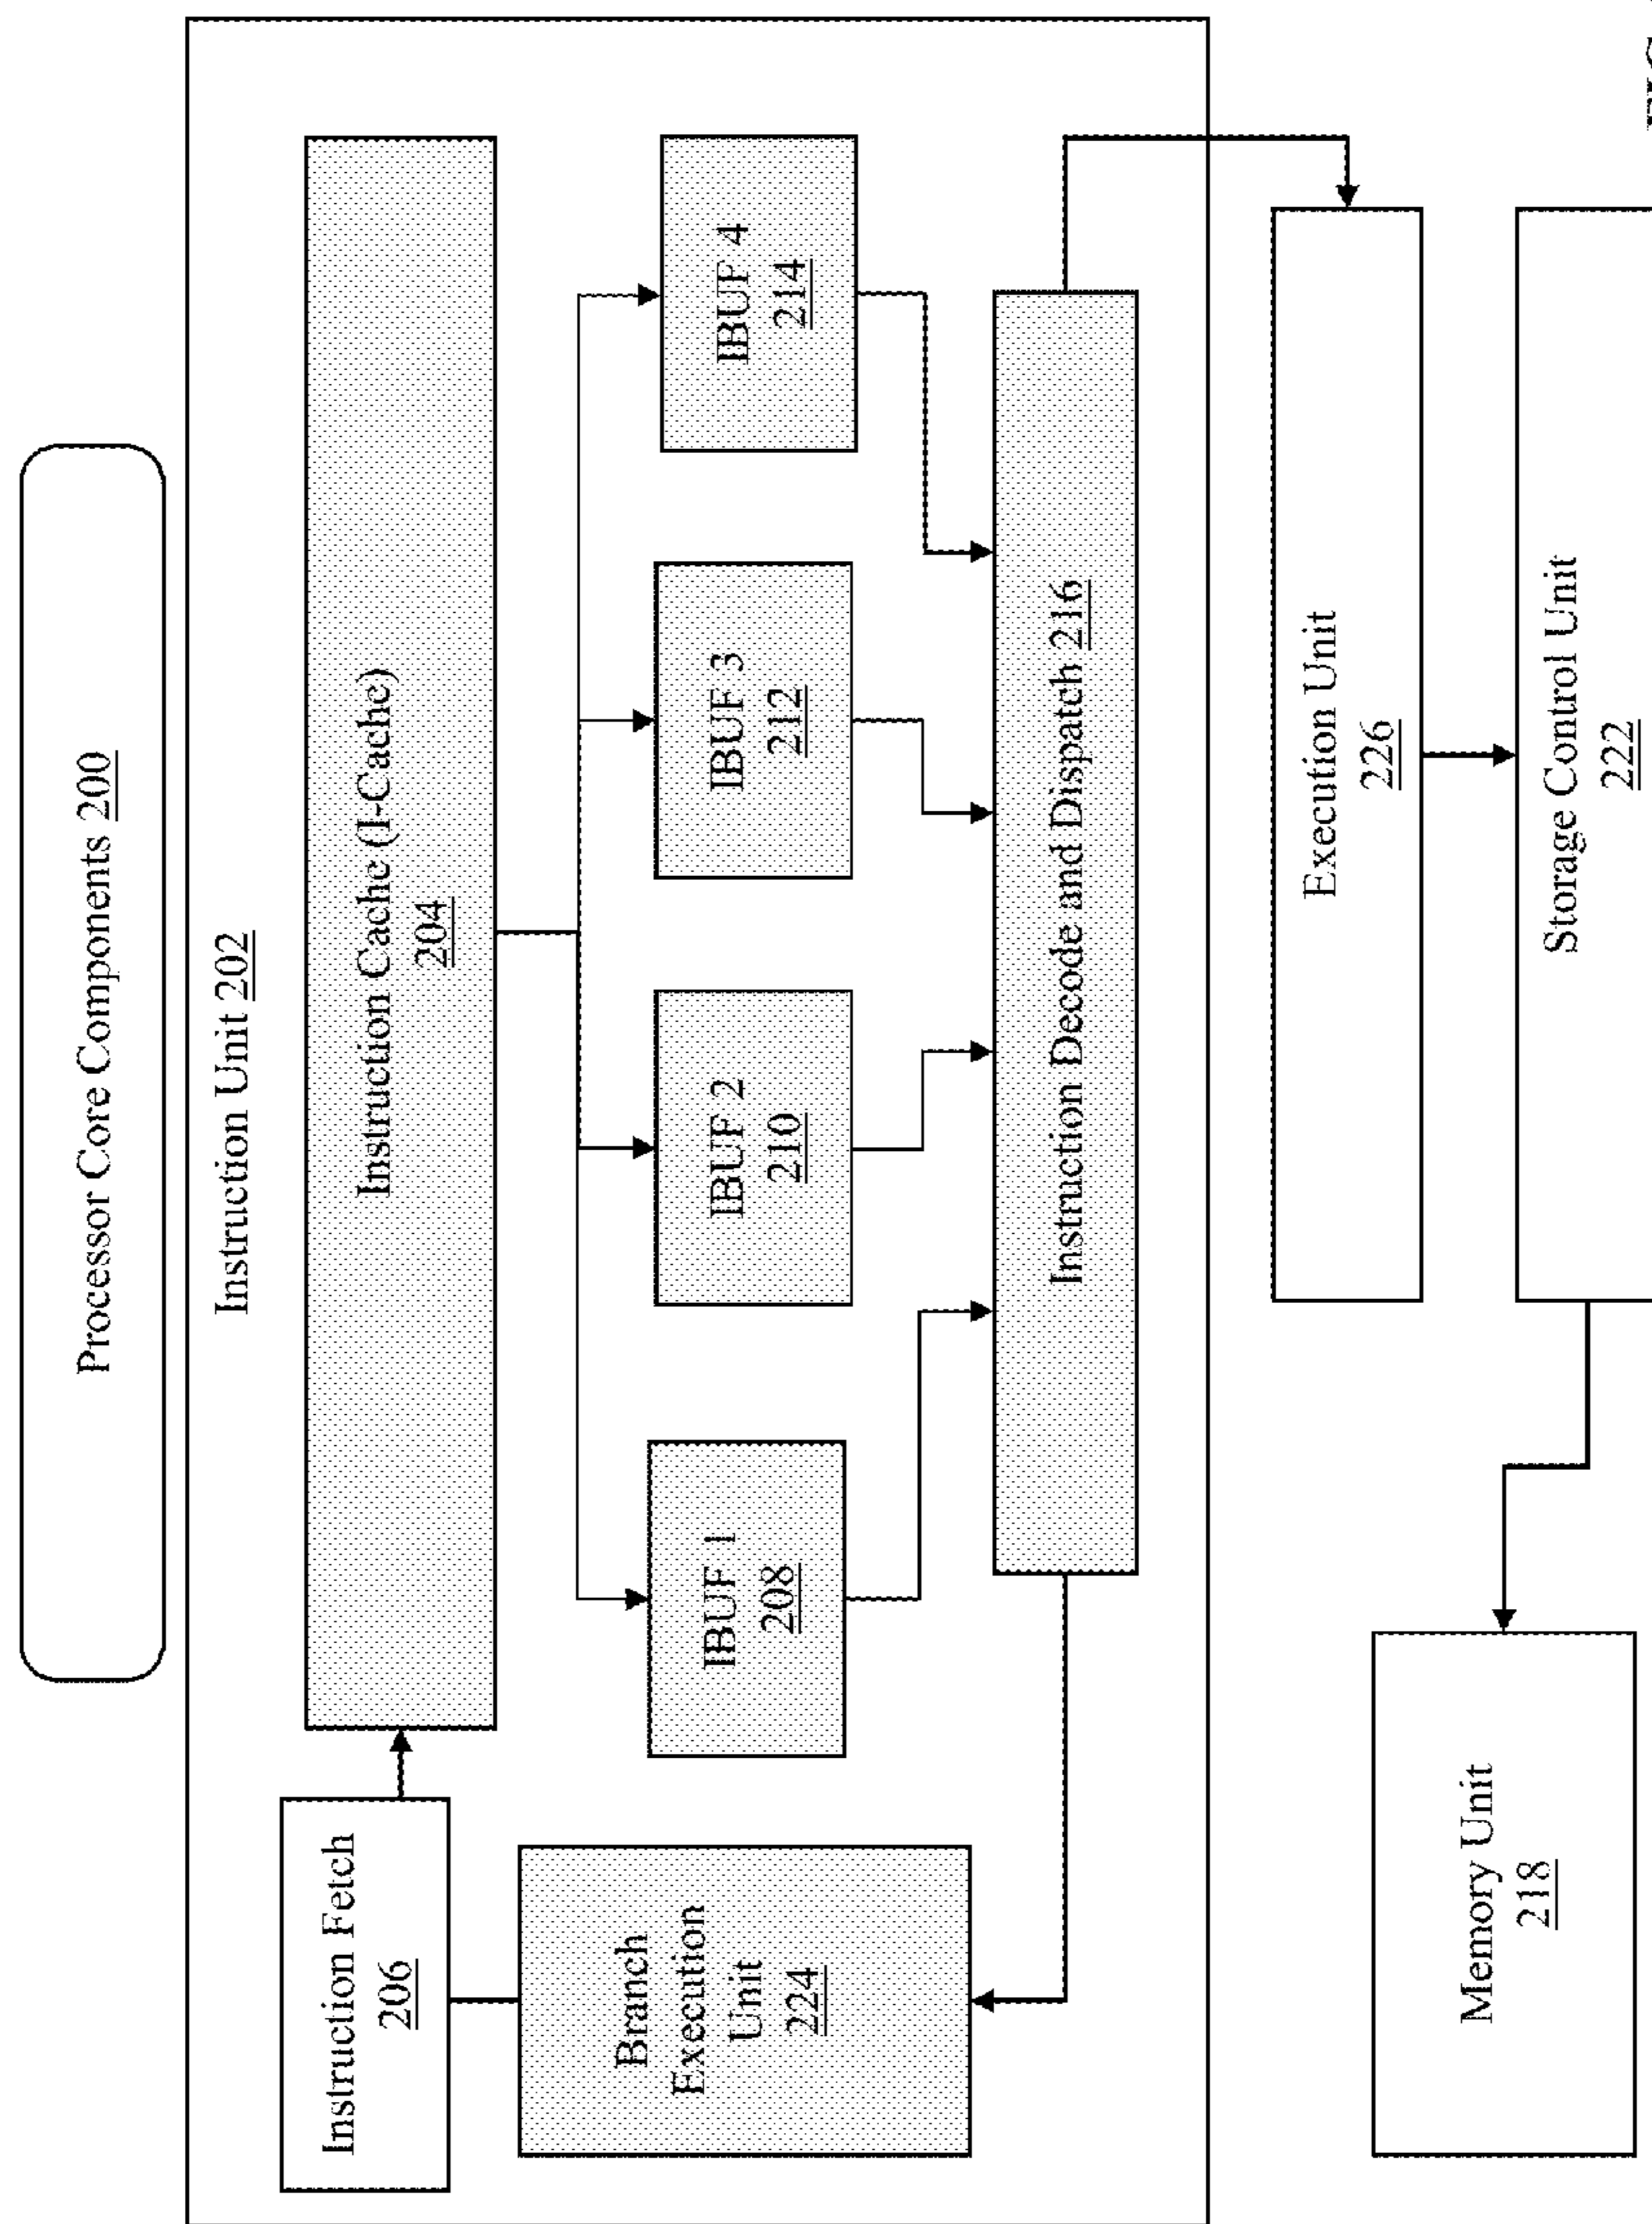 Processor Core Components 200
Instruction Unit 202
Instruction Fetch
206
Instruction Cache (I-Cache)
204
Branch
Execution
Unit
224
IBUF 1
208
IBUF 2
210
IBUF 3
212
IBUF 4
214
Instruction Decode and Dispatch 216
Execution Unit
226
Memory Unit
218
Storage Control Unit
222